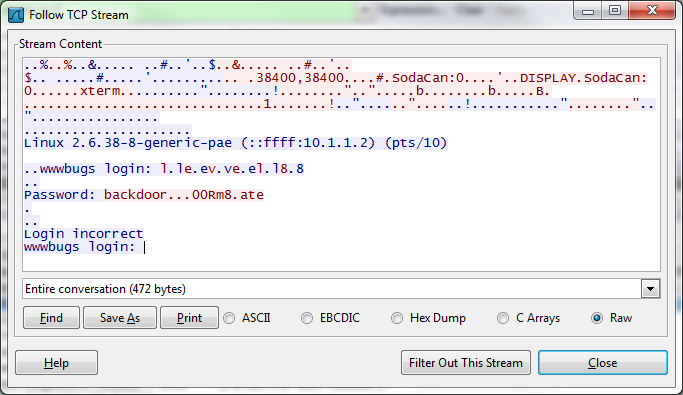 Follow TCP Stream
Stream Content
..%..%..&..... ..#..'..$..&..... ..#..'..
$.. ......#.....'........... .38400,38400....#.SodaCan:0....'..DISPLAY.SodaCan:
0......xterm.........."........!........"..".....b........b.....B.
..............................1.......!.."......"......!..........."........"..
"................
.....................
Linux 2.6.38-8-generic-pae (::ffff:10.1.1.2) (pts/10)
..wwwbugs login: l.le.ev.ve.el.l8.8
..
Password: backdoor...00Rm8.ate
.
..
Login incorrect
wwwbugs login:
Entire conversation (472 bytes)
Find Save As Print ASCII EBCDIC Hex Dump C Arrays Raw
Help Filter Out This Stream Close